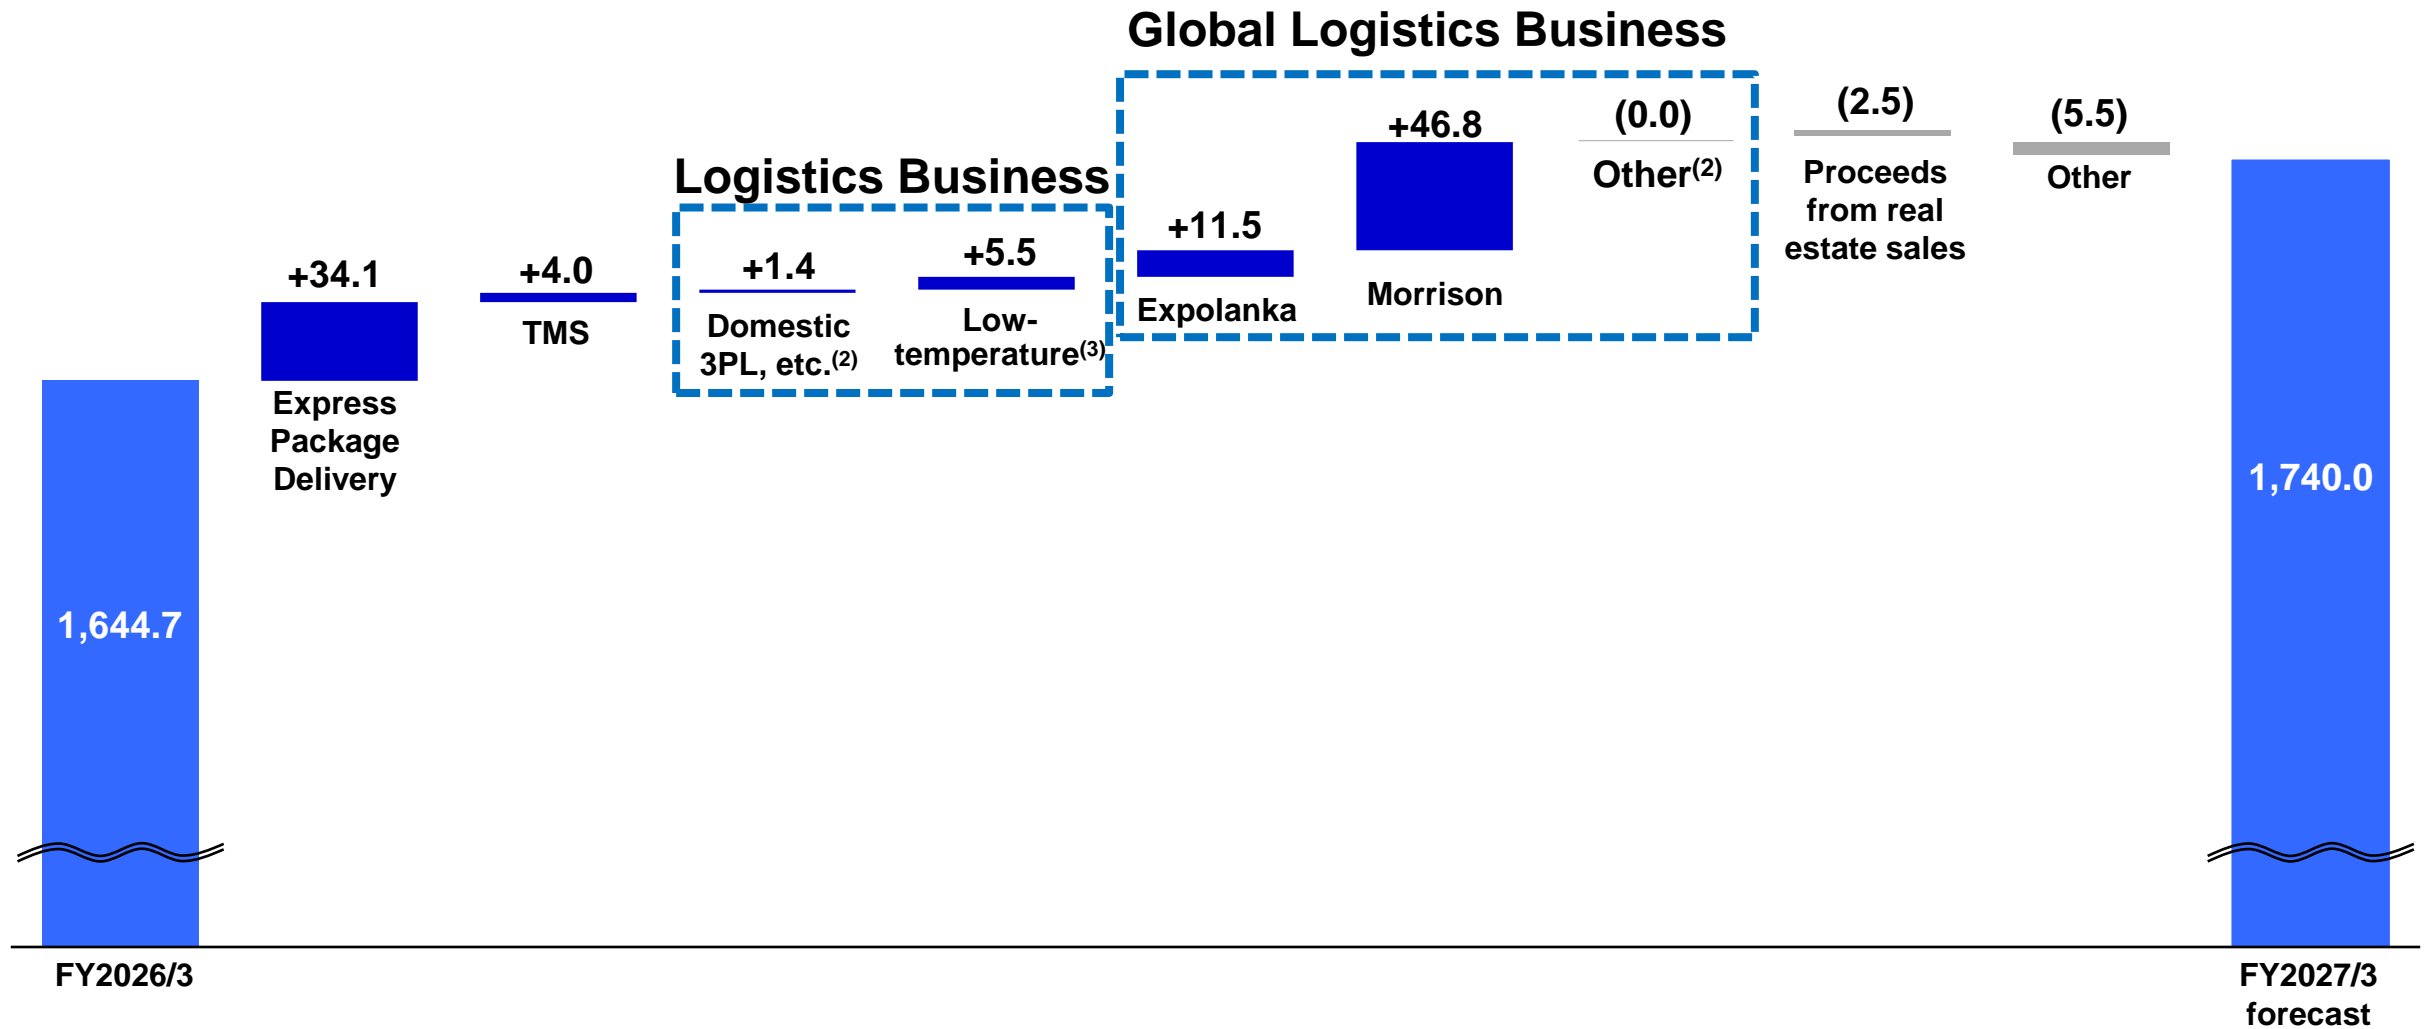 Global Logistics Business
Logistics Business
1,644.7
FY2026/3
+34.1
Express
Package
Delivery
+4.0
TMS
+1.4
Domestic
3PL, etc.(2)
+5.5
Low-
temperature(3)
+11.5
Expolanka
+46.8
Morrison
(0.0)
Other(2)
(2.5)
Proceeds
from real
estate sales
(5.5)
Other
1,740.0
FY2027/3
forecast